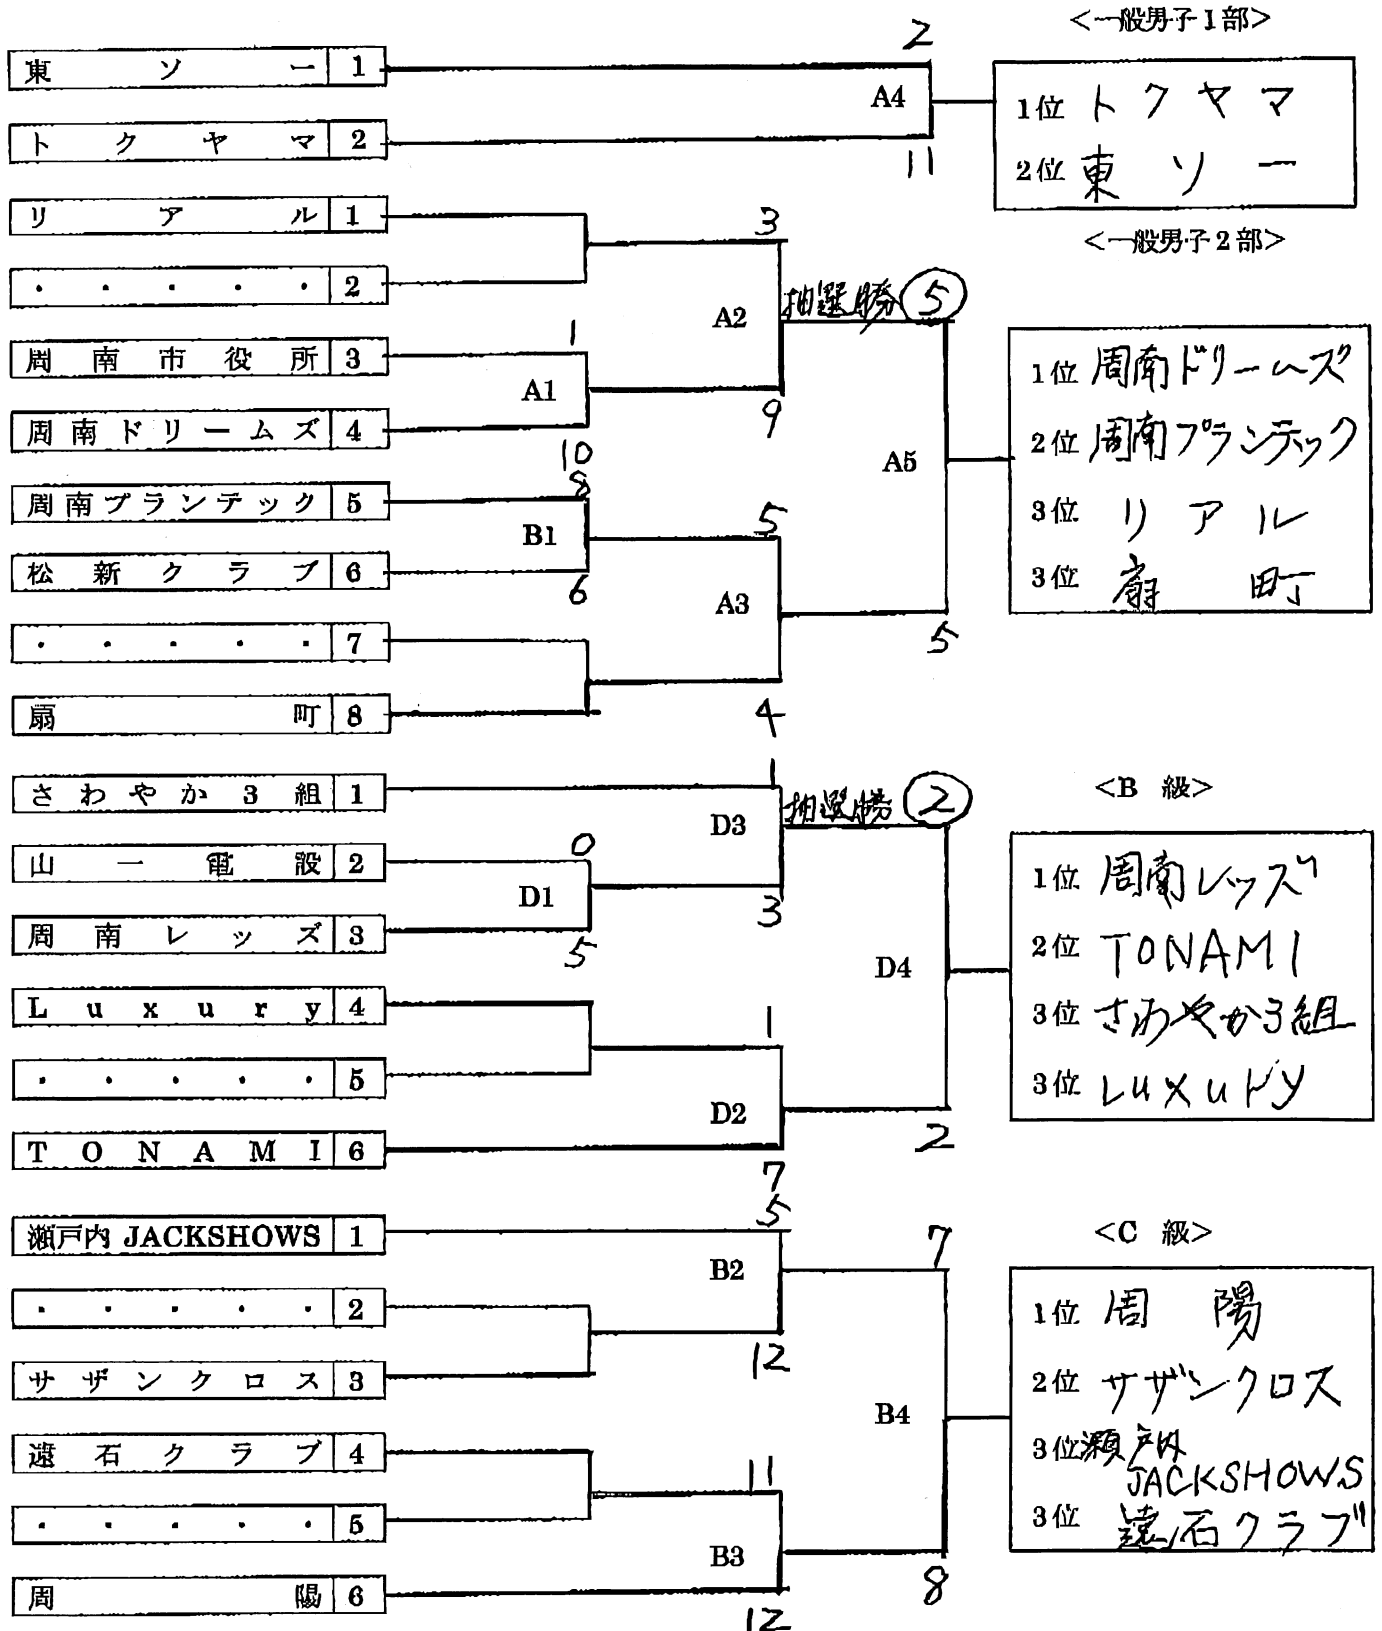 <一般男子1部>
2
東ソー 1
A4
1位 トクヤマ
トクヤマ 2
11
2位 東ソー
リアル 1
3
<一般男子2部>
・・・・・ 2
抽選勝 ⑤
A2
1
周南市役所 3
A1
1位 周南ドリームズ
9
周南ドリームズ 4
2位 周南プランテック
10
A5
8
周南プランテック 5
5
3位 リアル
B1
松新クラブ 6
6
A3
3位 扇町
・・・・・ 7
5
扇町 8
4
1
<B 級>
さわやか3組 1
抽選勝 ②
D3
0
山一電設 2
1位 周南レッズ
D1
3
周南レッズ 3
5
2位 TONAMI
D4
Luxury 4
1
3位 さわやか3組
・・・・・ 5
3位 Luxury
D2
2
TONAMI 6
7
5
瀬戸内 JACKSHOWS 1
7
<C 級>
B2
・・・・・ 2
1位 周陽
12
サザンクロス 3
2位 サザンクロス
B4
遠石クラブ 4
3位 瀬戸内
JACKSHOWS
11
・・・・・ 5
3位 遠石クラブ
B3
周陽 6
8
12